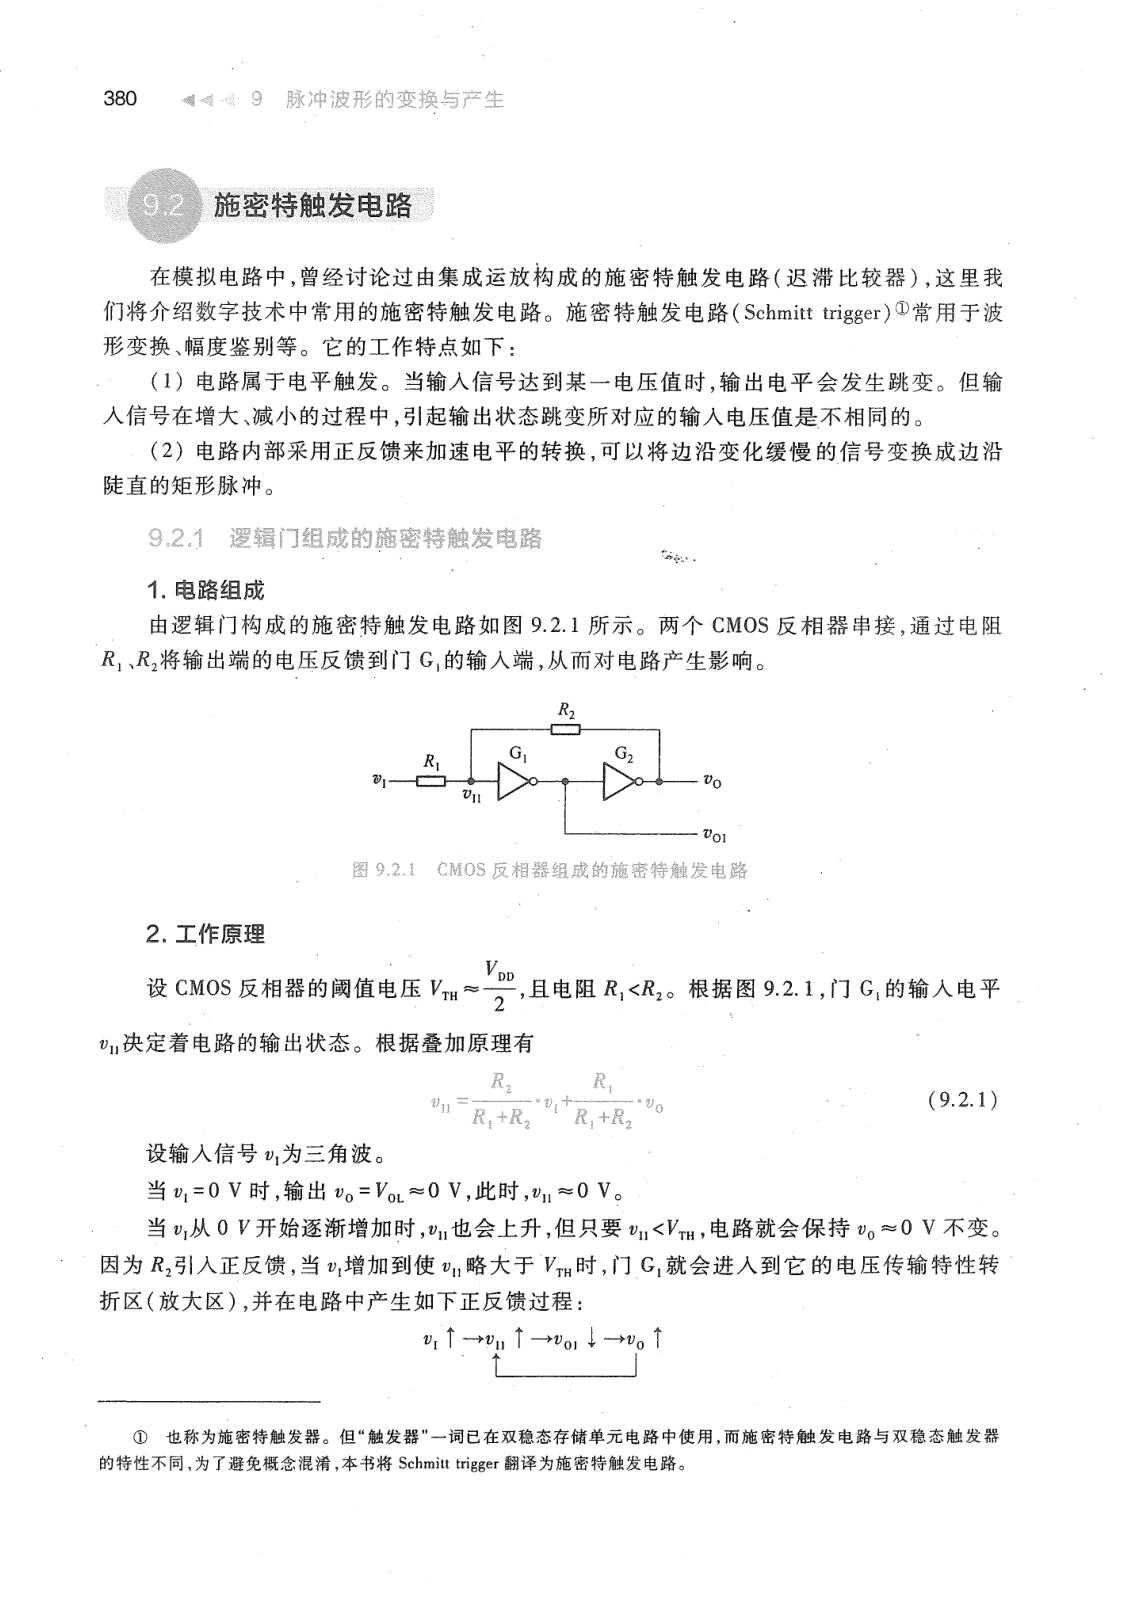 380 9 脉冲波形的变换与产生
9.2 施密特触发电路
在模拟电路中,曾经讨论过由集成运放构成的施密特触发电路(迟滞比较器),这里我
们将介绍数字技术中常用的施密特触发电路。施密特触发电路(Schmitt trigger)①常用于波
形变换、幅度鉴别等。它的工作特点如下:
(1) 电路属于电平触发。当输入信号达到某一电压值时,输出电平会发生跳变。但输
入信号在增大、减小的过程中,引起输出状态跳变所对应的输入电压值是不相同的。
(2) 电路内部采用正反馈来加速电平的转换,可以将边沿变化缓慢的信号变换成边沿
陡直的矩形脉冲。
9.2.1 逻辑门组成的施密特触发电路
1. 电路组成
由逻辑门构成的施密特触发电路如图 9.2.1 所示。两个 CMOS 反相器串接,通过电阻
R₁、R₂将输出端的电压反馈到门 G₁的输入端,从而对电路产生影响。
R₂
R₁ G₁ G₂
v_I v_I1 v_O
v_O1
图 9.2.1 CMOS 反相器组成的施密特触发电路
2. 工作原理
设 CMOS 反相器的阈值电压 V_TH≈V_DD/2,且电阻 R₁<R₂。根据图 9.2.1,门 G₁的输入电平
v_I1决定着电路的输出状态。根据叠加原理有
v_I1=R₂/(R₁+R₂)·v_I+R₁/(R₁+R₂)·v_O (9.2.1)
设输入信号 v_I为三角波。
当 v_I=0 V 时,输出 v_O=V_OL≈0 V,此时,v_I1≈0 V。
当 v_I从 0 V 开始逐渐增加时,v_I1也会上升,但只要 v_I1<V_TH,电路就会保持 v_O≈0 V 不变。
因为 R₂引入正反馈,当 v_I增加到使 v_I1略大于 V_TH时,门 G₁就会进入到它的电压传输特性转
折区(放大区),并在电路中产生如下正反馈过程:
v_I↑→v_I1↑→v_O1↓→v_O↑
① 也称为施密特触发器。但“触发器”一词已在双稳态存储单元电路中使用,而施密特触发电路与双稳态触发器
的特性不同,为了避免概念混淆,本书将 Schmitt trigger 翻译为施密特触发电路。